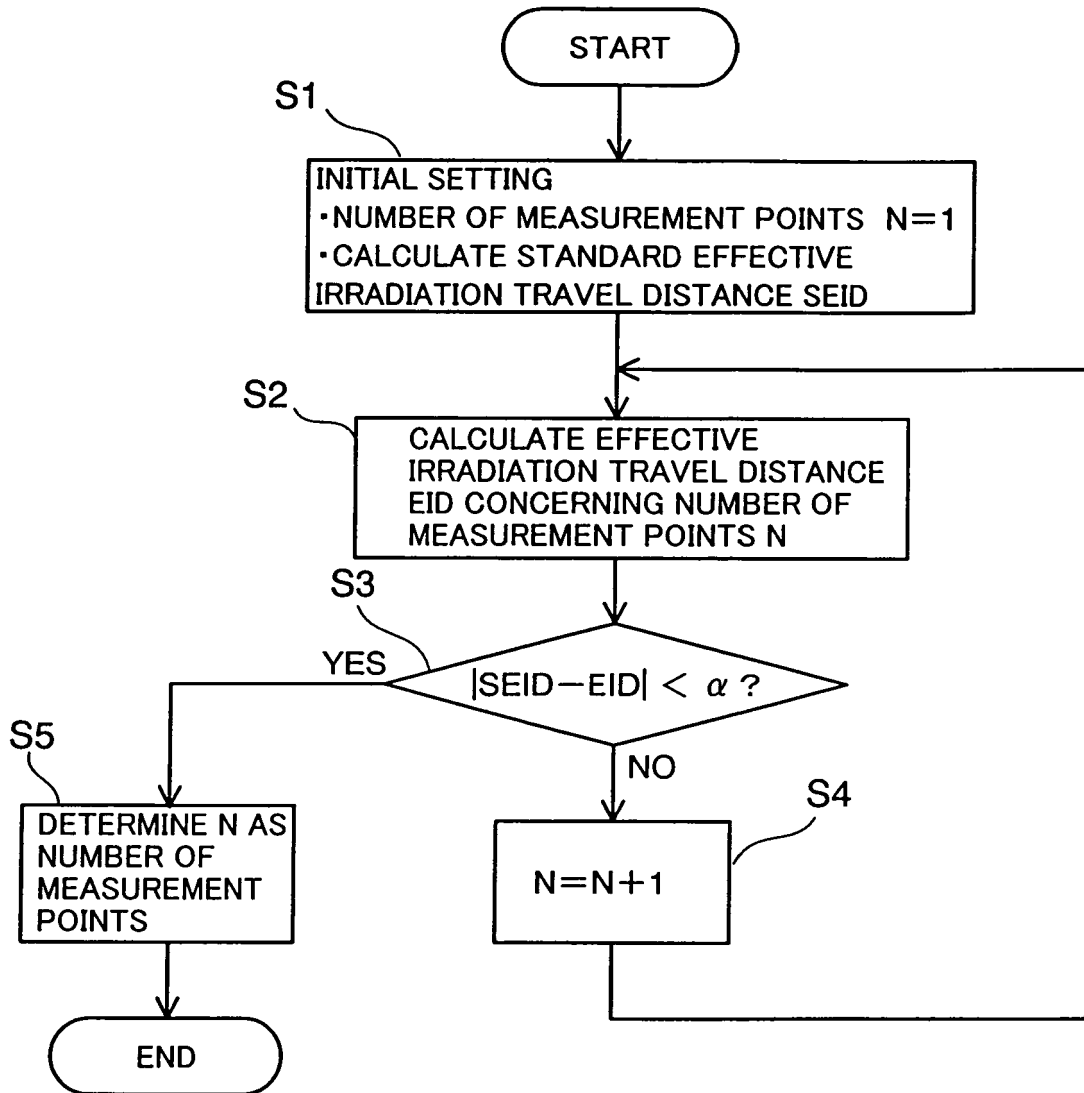 START
S1
INITIAL SETTING
・NUMBER OF MEASUREMENT POINTS N=1
・CALCULATE STANDARD EFFECTIVE
IRRADIATION TRAVEL DISTANCE SEID
S2
CALCULATE EFFECTIVE
IRRADIATION TRAVEL DISTANCE
EID CONCERNING NUMBER OF
MEASUREMENT POINTS N
S3
YES
|SEID-EID| < α ?
NO
S5
DETERMINE N AS
NUMBER OF
MEASUREMENT
POINTS
S4
N=N+1
END